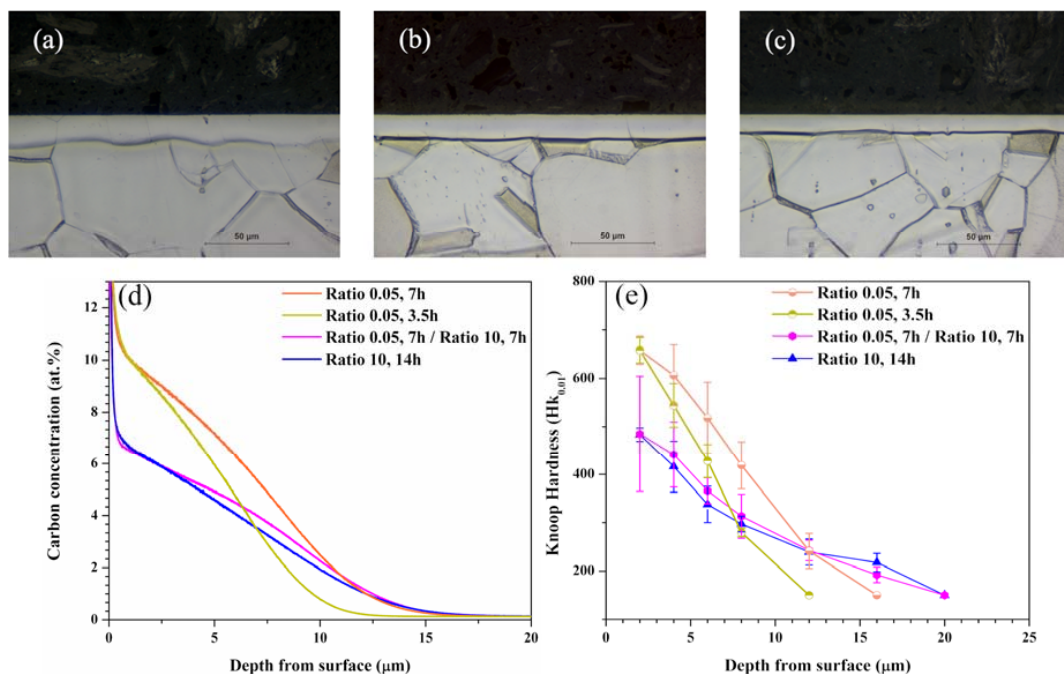 (a)
(b)
(c)
50 μm
50 μm
50 μm
(d)
Ratio 0.05, 7h
Ratio 0.05, 3.5h
Ratio 0.05, 7h / Ratio 10, 7h
Ratio 10, 14h
Carbon concentration (at.%)
12
10
8
6
4
2
0
0 5 10 15 20
Depth from surface (μm)
(e)
Ratio 0.05, 7h
Ratio 0.05, 3.5h
Ratio 0.05, 7h / Ratio 10, 7h
Ratio 10, 14h
Knoop Hardness (Hk0.01)
800
600
400
200
0 5 10 15 20 25
Depth from surface (μm)